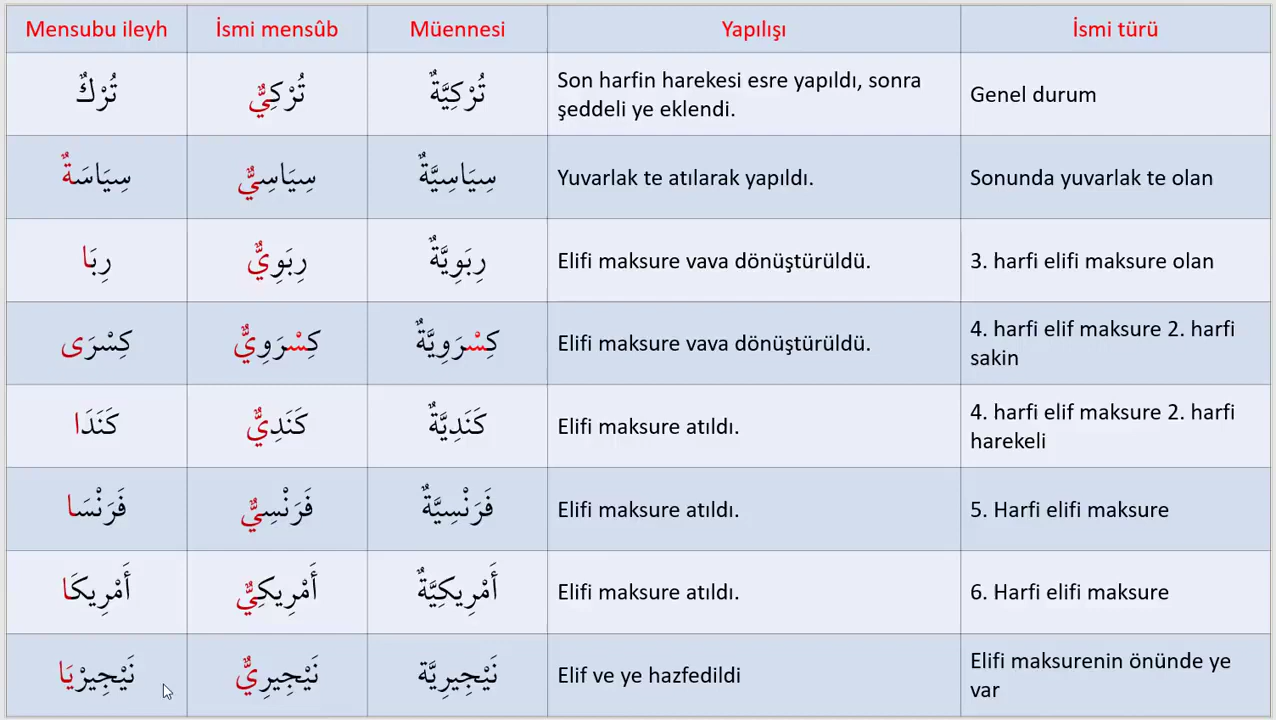 Mensubu ileyh İsmi mensûb Müennesi Yapılışı İsmi türü
تُرْكٌ تُرْكِيٌّ تُرْكِيَّةٌ Son harfin harekesi esre yapıldı, sonra
şeddeli ye eklendi.
Genel durum
سِيَاسَةٌ سِيَاسِيٌّ سِيَاسِيَّةٌ Yuvarlak te atılarak yapıldı. Sonunda yuvarlak te olan
رِبَا رِبَوِيٌّ رِبَوِيَّةٌ Elifi maksure vava dönüştürüldü. 3. harfi elifi maksure olan
كِسْرَى كِسْرَوِيٌّ كِسْرَوِيَّةٌ Elifi maksure vava dönüştürüldü.
4. harfi elif maksure 2. harfi
sakin
كَنَدَا كَنَدِيٌّ كَنَدِيَّةٌ Elifi maksure atıldı.
4. harfi elif maksure 2. harfi
harekeli
فَرَنْسَا فَرَنْسِيٌّ فَرَنْسِيَّةٌ Elifi maksure atıldı. 5. Harfi elifi maksure
أَمْرِيكَا أَمْرِيكِيٌّ أَمْرِيكِيَّةٌ Elifi maksure atıldı. 6. Harfi elifi maksure
نَيْجِيرْيَا نَيْجِيرِيٌّ نَيْجِيرِيَّة Elif ve ye hazfedildi
Elifi maksurenin önünde ye
var